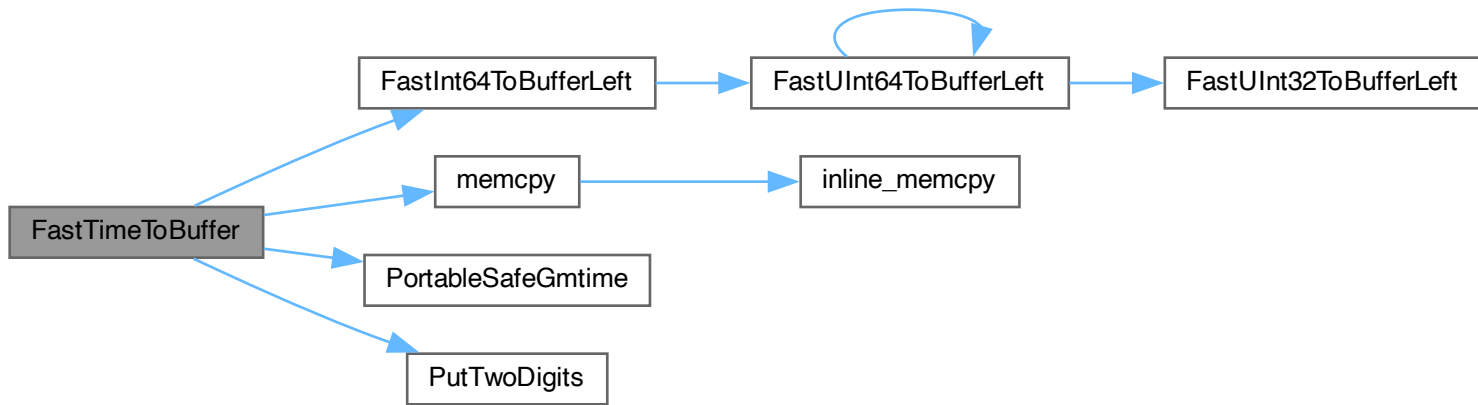 FastInt64ToBufferLeft
FastUInt64ToBufferLeft
FastUInt32ToBufferLeft
memcpy
inline_memcpy
FastTimeToBuffer
PortableSafeGmtime
PutTwoDigits